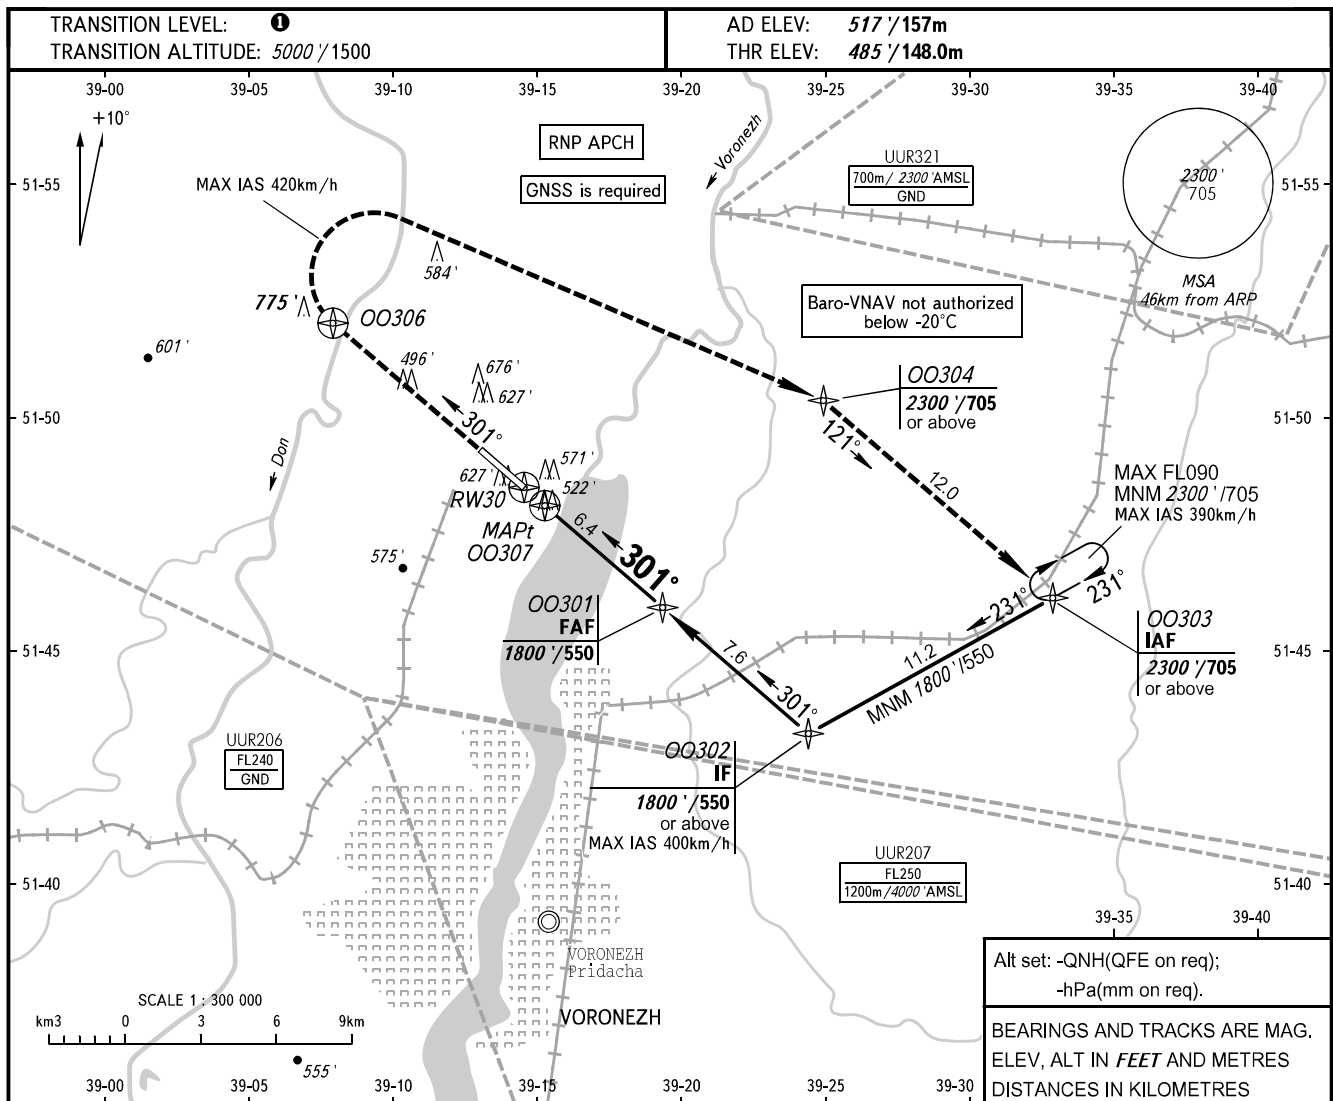 TRANSITION LEVEL: ❶
TRANSITION ALTITUDE: 5000 '/1500
AD ELEV: 517 '/157m
THR ELEV: 485 '/148.0m
39-00 39-05 39-10 39-15 39-20 39-25 39-30 39-35 39-40
+10°
RNP APCH
GNSS is required
Voronezh
UUR321
700m/ 2300 'AMSL
GND
2300 '
705
51-55
51-55
MAX IAS 420km/h
584 '
775 '
OO306
MSA
46km from ARP
Baro-VNAV not authorized
below -20°C
601 '
496 '
676 '
627 '
OO304
2300 '/705
or above
51-50
51-50
301°
121°
Don
571 '
627 '
522 '
RW30
MAPt
OO307
6.4
12.0
MAX FL090
MNM 2300 '/705
MAX IAS 390km/h
575 '
301°
231°
231°
OO301
FAF
1800 '/550
OO303
IAF
2300 '/705
or above
51-45
51-45
7.6
301°
11.2
MNM 1800 '/550
UUR206
FL240
GND
OO302
IF
1800 '/550
or above
MAX IAS 400km/h
UUR207
FL250
1200m/4000 'AMSL
51-40
51-40
39-35 39-40
VORONEZH
Pridacha
VORONEZH
SCALE 1 : 300 000
km3 0 3 6 9km
555 '
39-00 39-05 39-10 39-15 39-20 39-25 39-30
Alt set: -QNH(QFE on req);
-hPa(mm on req).
BEARINGS AND TRACKS ARE MAG.
ELEV, ALT IN FEET AND METRES
DISTANCES IN KILOMETRES